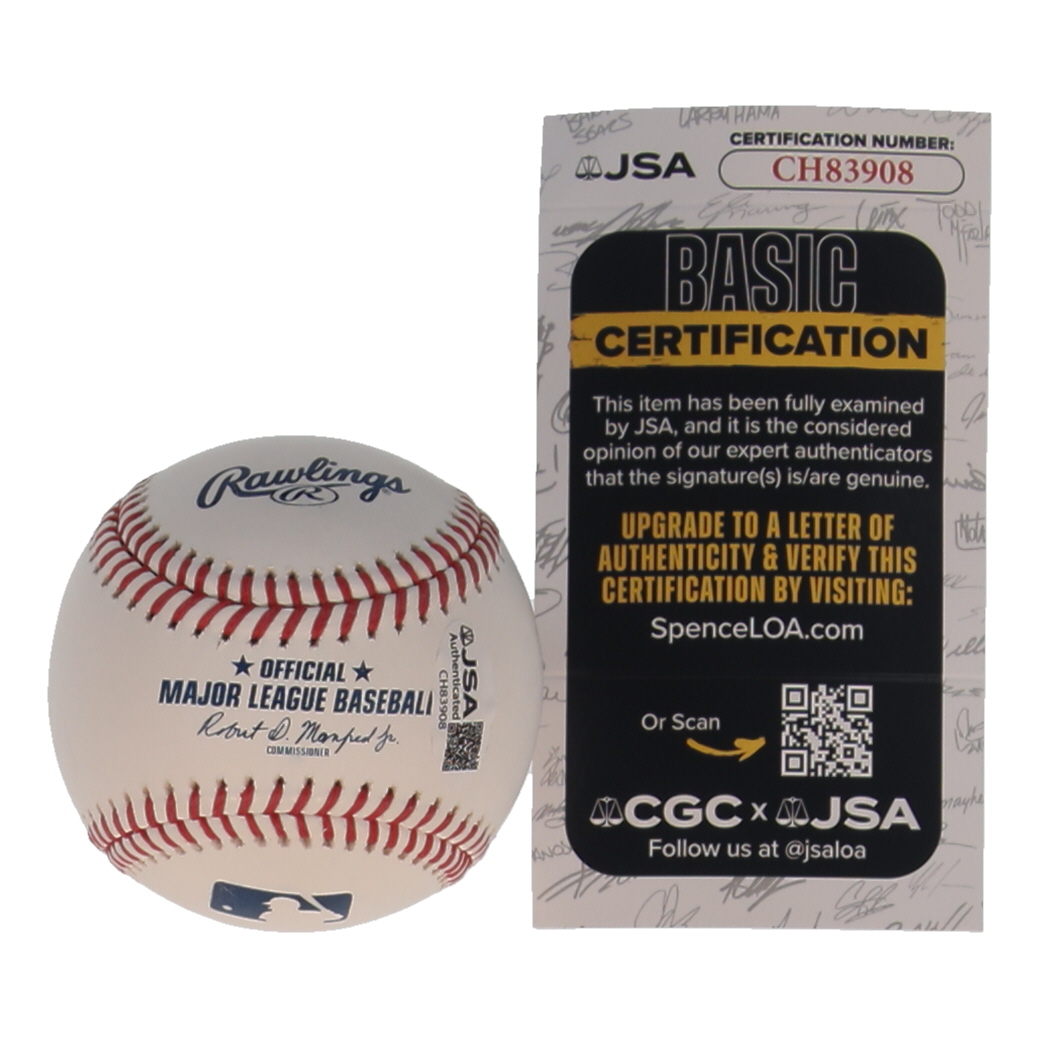 Rawlings
R
OFFICIAL
MAJOR LEAGUE BASEBALL
Robert D. Manfred Jr.
COMMISSIONER
JSA
Authenticated
CH83908
LARRY HAMA
JSA
CERTIFICATION NUMBER:
CH83908
BASIC
CERTIFICATION
This item has been fully examined
by JSA, and it is the considered
opinion of our expert authenticators
that the signature(s) is/are genuine.
UPGRADE TO A LETTER OF
AUTHENTICITY & VERIFY THIS
CERTIFICATION BY VISITING:
SpenceLOA.com
Or Scan
CGC x JSA
Follow us at @jsaloa